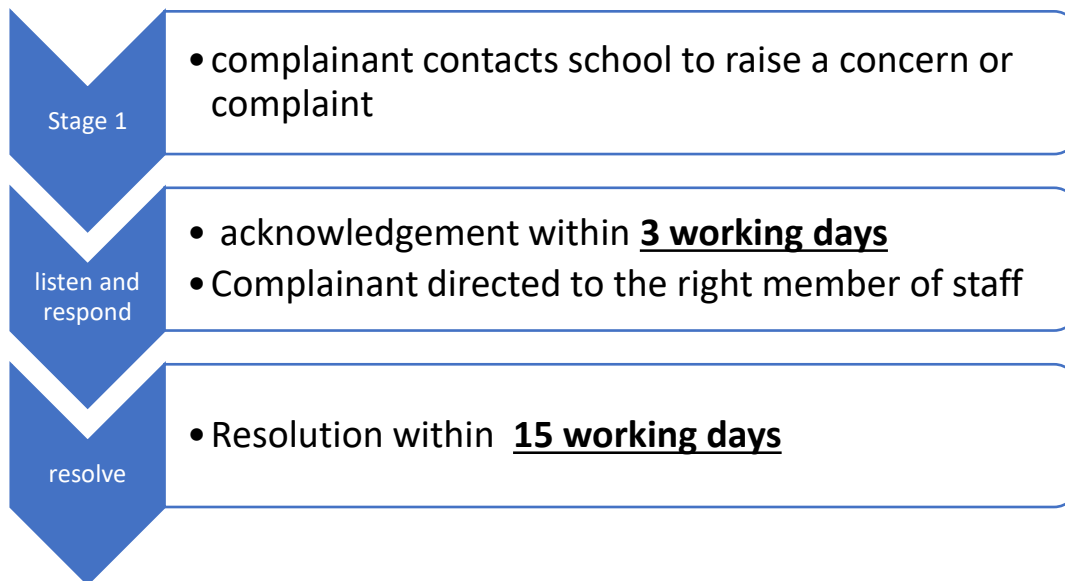 Stage 1
•complainant contacts school to raise a concern or
complaint
listen and
respond
• acknowledgement within 3 working days
•Complainant directed to the right member of staff
resolve
•Resolution within 15 working days